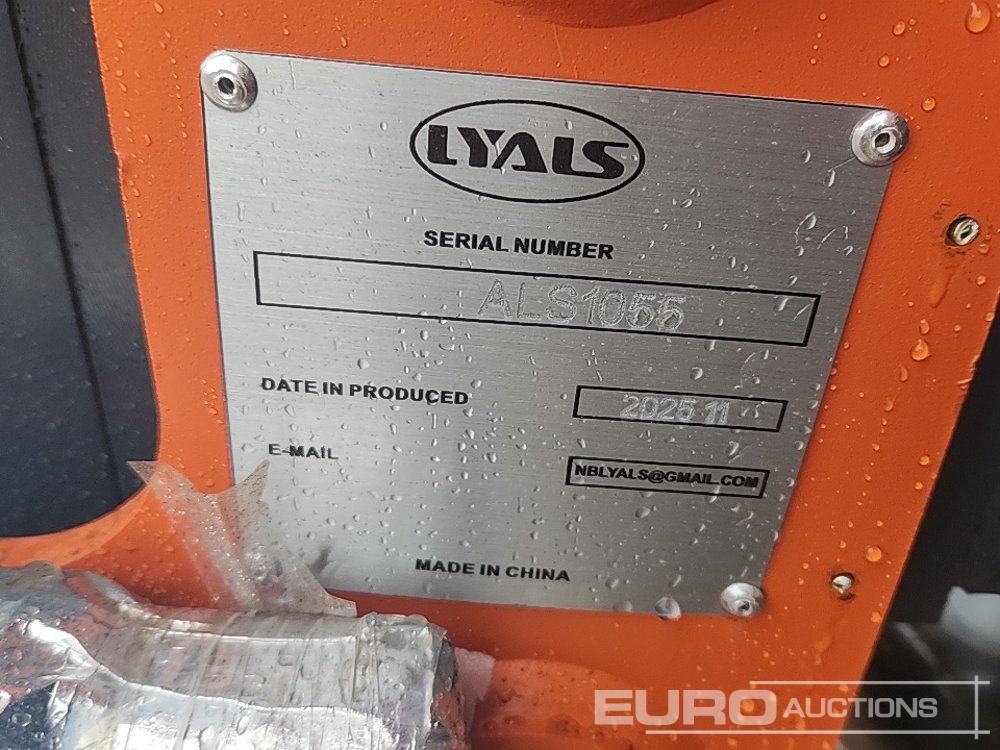 LYALS
SERIAL NUMBER
ALS1055
DATE IN PRODUCED 2025 11
E-MAIL NBLYALS@GMAIL.COM
MADE IN CHINA
EURO AUCTIONS